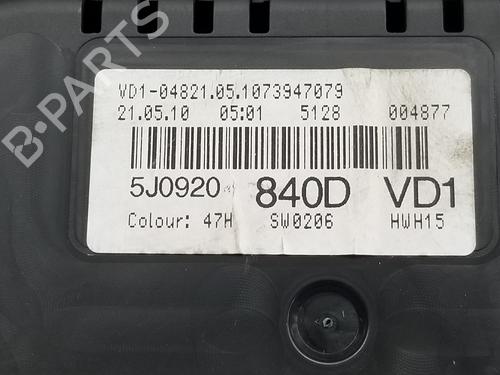 VD1-04821.05.1073947079
21.05.10 05:01 5128 004877
5J0920 840D VD1
Colour: 47H SW0206 HWH15
B-PARTS